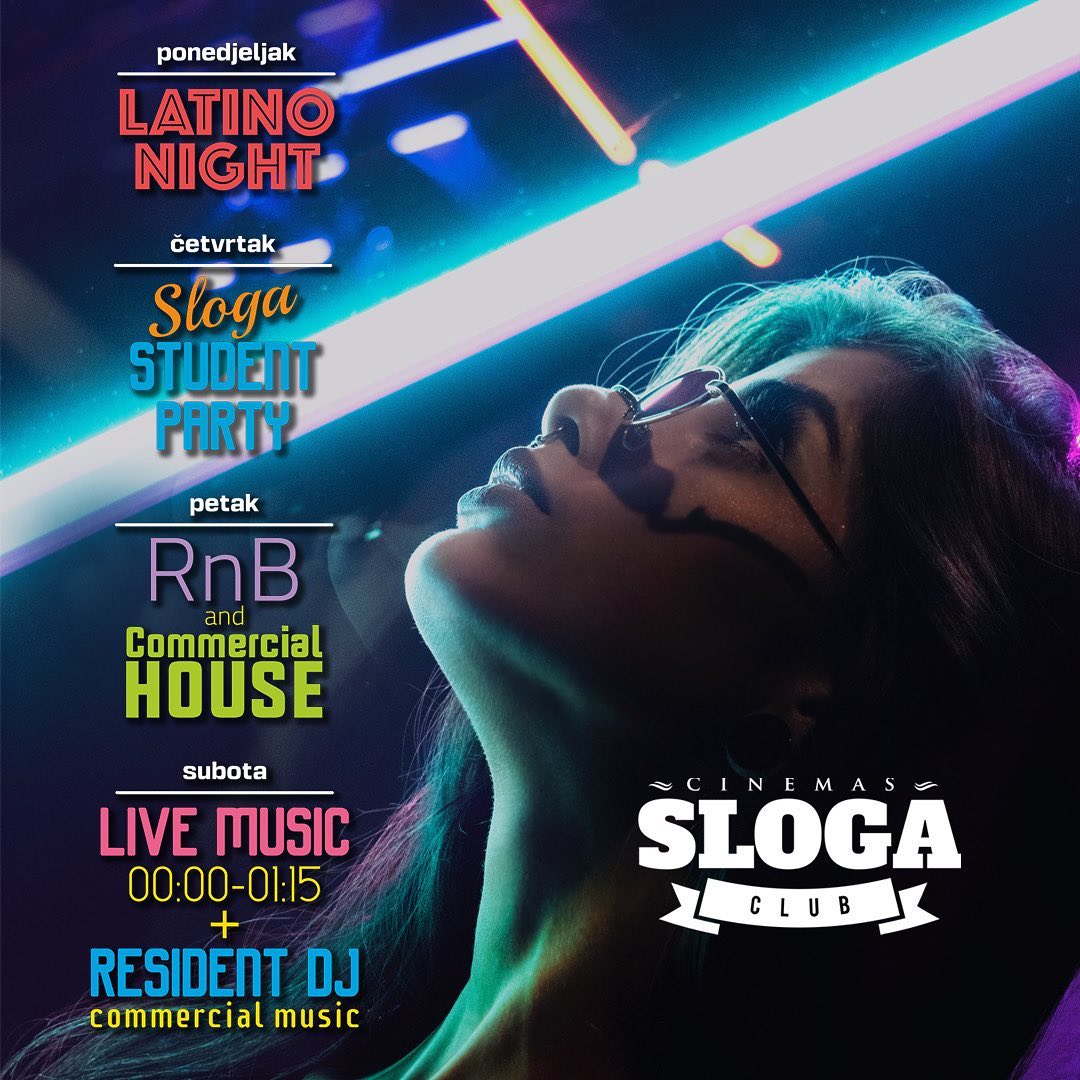 ponedjeljak
LATINO
NIGHT
četvrtak
Sloga
STUDENT
PARTY
petak
RnB
and
Commercial
HOUSE
subota
LIVE MUSIC
00:00-01:15
+
RESIDENT DJ
commercial music
CINEMAS
SLOGA
CLUB